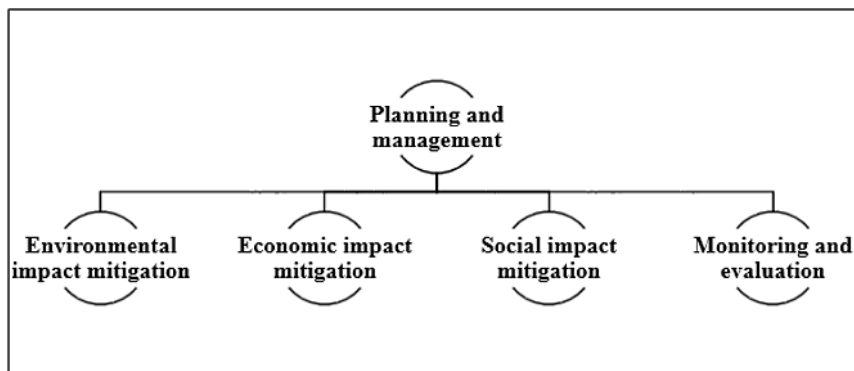 Planning and
management
Environmental
impact mitigation
Economic impact
mitigation
Social impact
mitigation
Monitoring and
evaluation